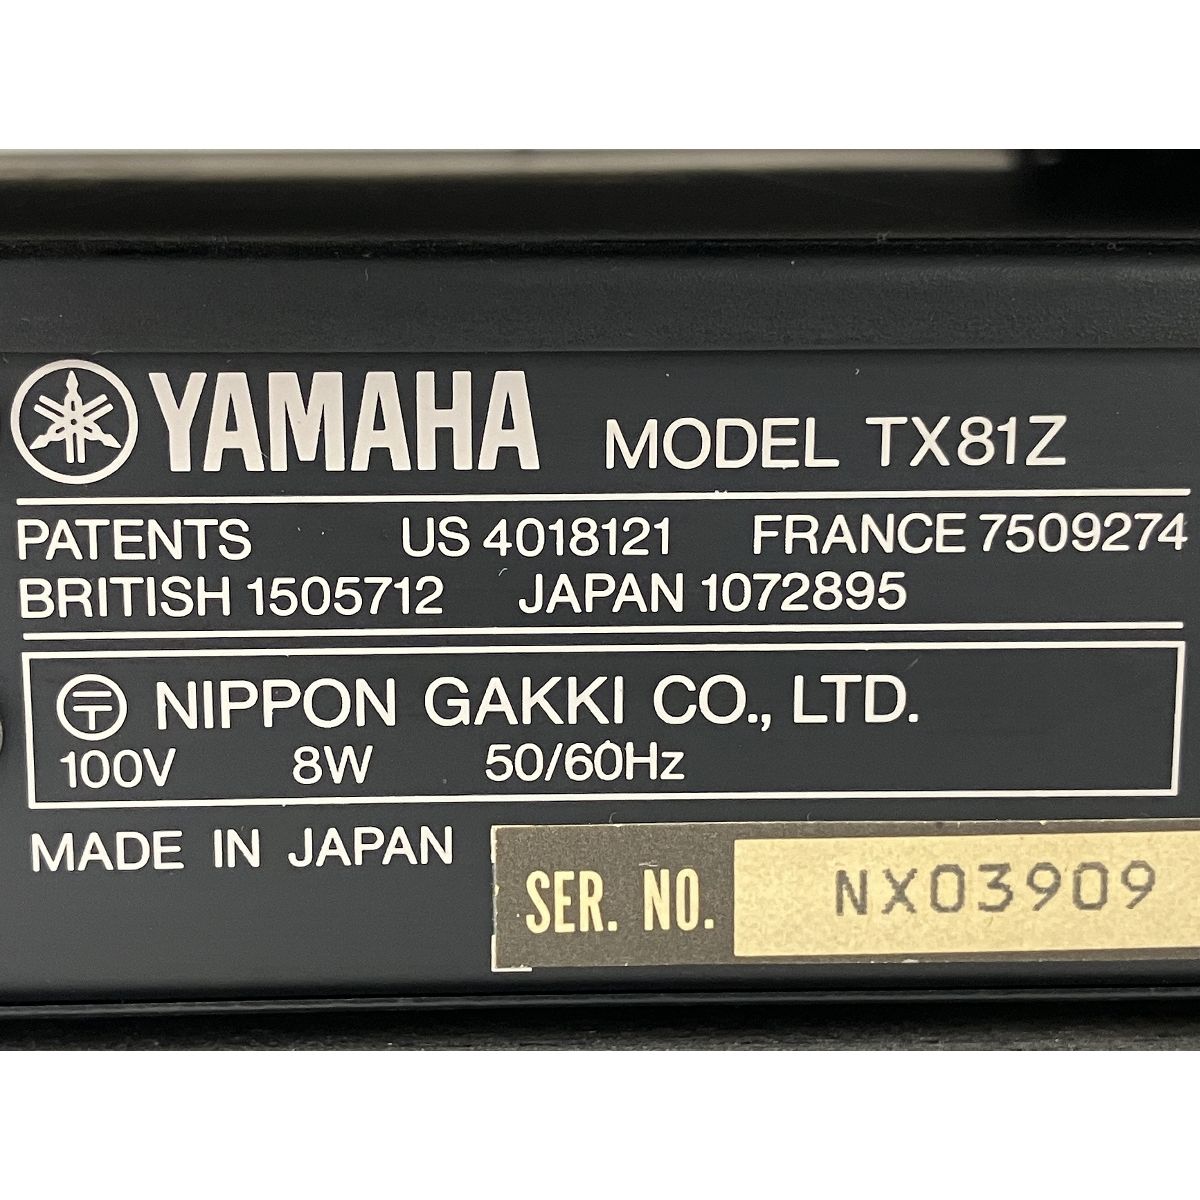 YAMAHA MODEL TX81Z
PATENTS US 4018121 FRANCE 7509274
BRITISH 1505712 JAPAN 1072895
〒 NIPPON GAKKI CO., LTD.
100V 8W 50/60Hz
MADE IN JAPAN
SER. NO. NX03909